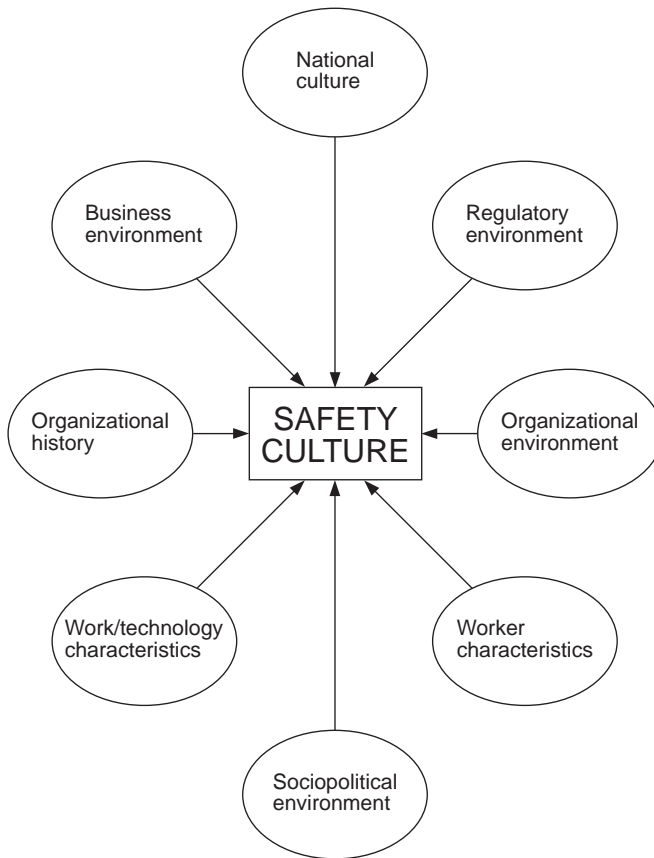 National
culture
Business
environment
Regulatory
environment
SAFETY
CULTURE
Organizational
history
Organizational
environment
Work/technology
characteristics
Worker
characteristics
Sociopolitical
environment